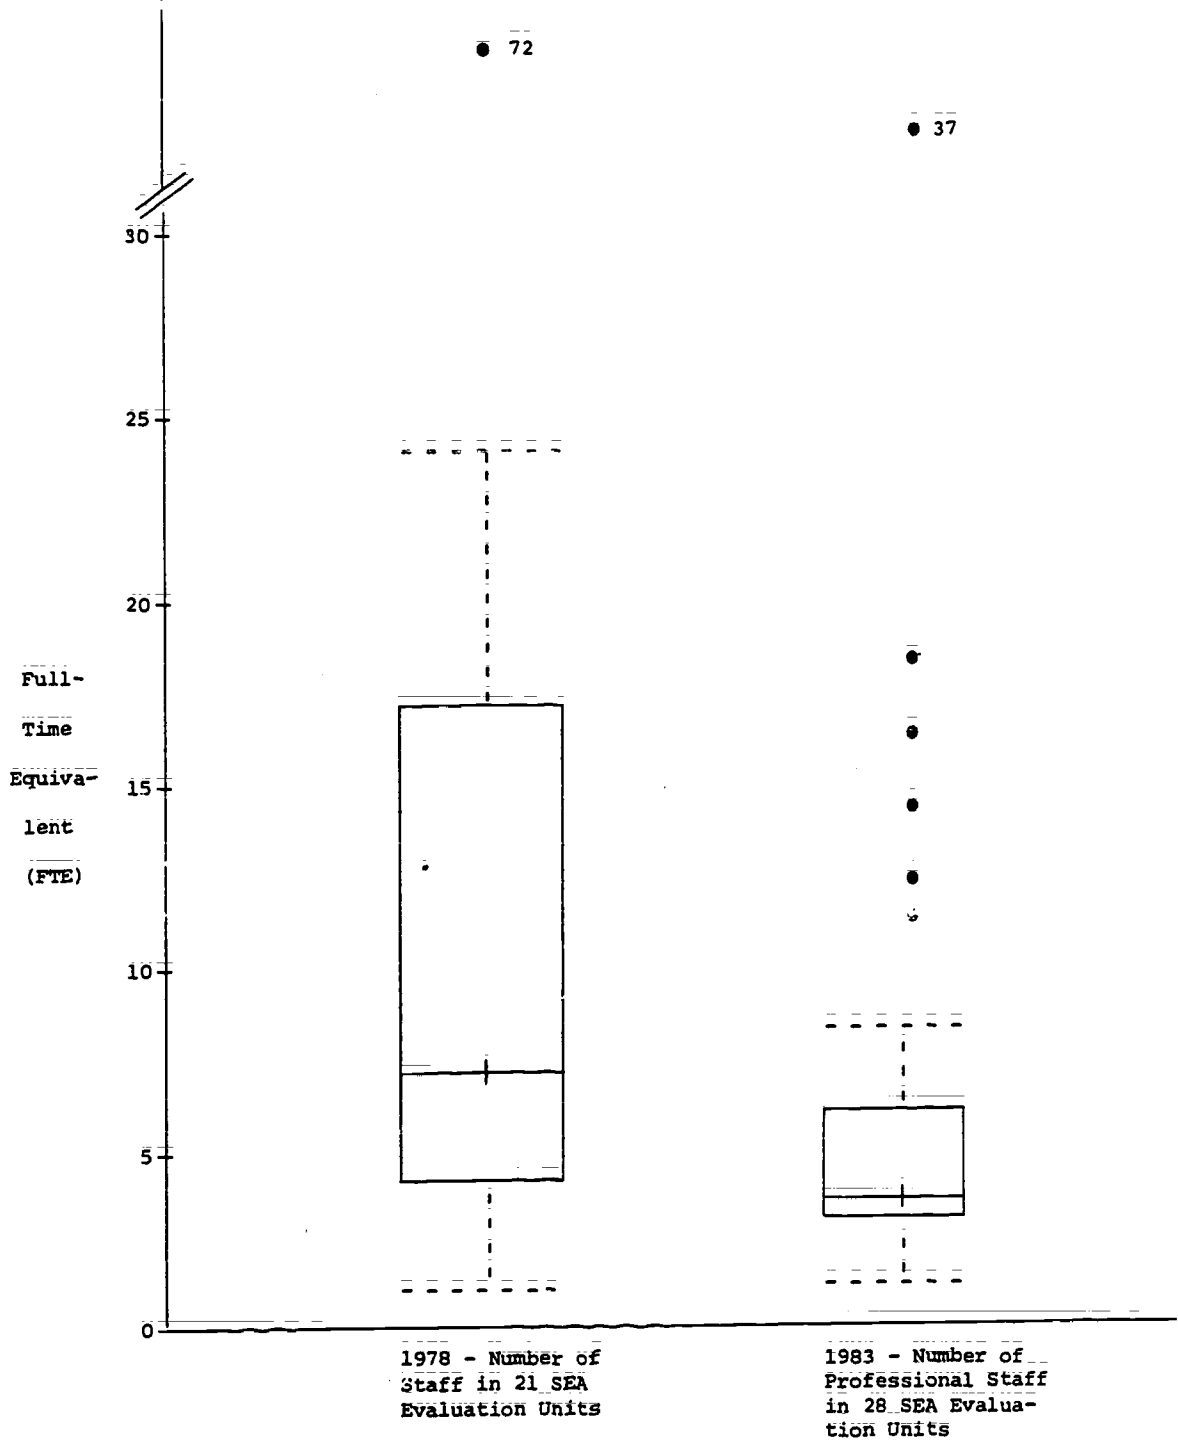 72
37
30
25
20
15
10
5
0
Full-
Time
Equiva-
lent
(FTE)
1978 - Number of
Staff in 21 SEA
Evaluation Units
1983 - Number of
Professional Staff
in 28 SEA Evalua-
tion Units